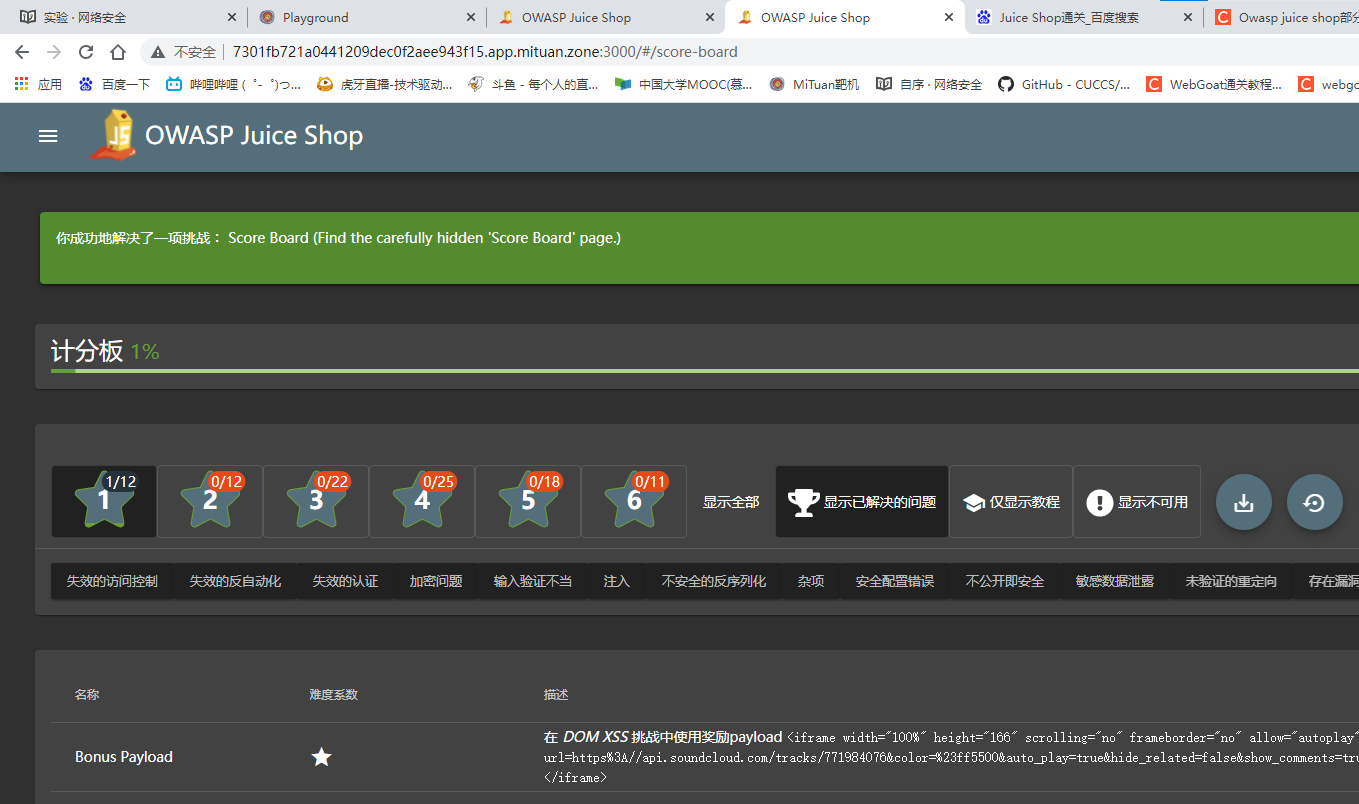 实验 · 网络安全 Playground OWASP Juice Shop OWASP Juice Shop Juice Shop通关_百度搜索 Owasp juice shop部分
不安全 7301fb721a0441209dec0f2aee943f15.app.mituan.zone:3000/#/score-board
应用 百度一下 哔哩哔哩 ( ゜- ゜)つ... 虎牙直播-技术驱动... 斗鱼 - 每个人的直... 中国大学MOOC(慕... MiTuan靶机 自序 · 网络安全 GitHub - CUCCS/... WebGoat通关教程... webgo
OWASP Juice Shop
你成功地解决了一项挑战： Score Board (Find the carefully hidden 'Score Board' page.)
计分板 1%
1 1/12 2 0/12 3 0/22 4 0/25 5 0/18 6 0/11 显示全部 显示已解决的问题 仅显示教程 显示不可用
失效的访问控制 失效的反自动化 失效的认证 加密问题 输入验证不当 注入 不安全的反序列化 杂项 安全配置错误 不公开即安全 敏感数据泄露 未验证的重定向 存在漏洞
名称 难度系数 描述
Bonus Payload 在 DOM XSS 挑战中使用奖励payload <iframe width="100%" height="166" scrolling="no" frameborder="no" allow="autoplay"
url=https%3A//api.soundcloud.com/tracks/771984076&color=%23ff5500&auto_play=true&hide_related=false&show_comments=tru
</iframe>